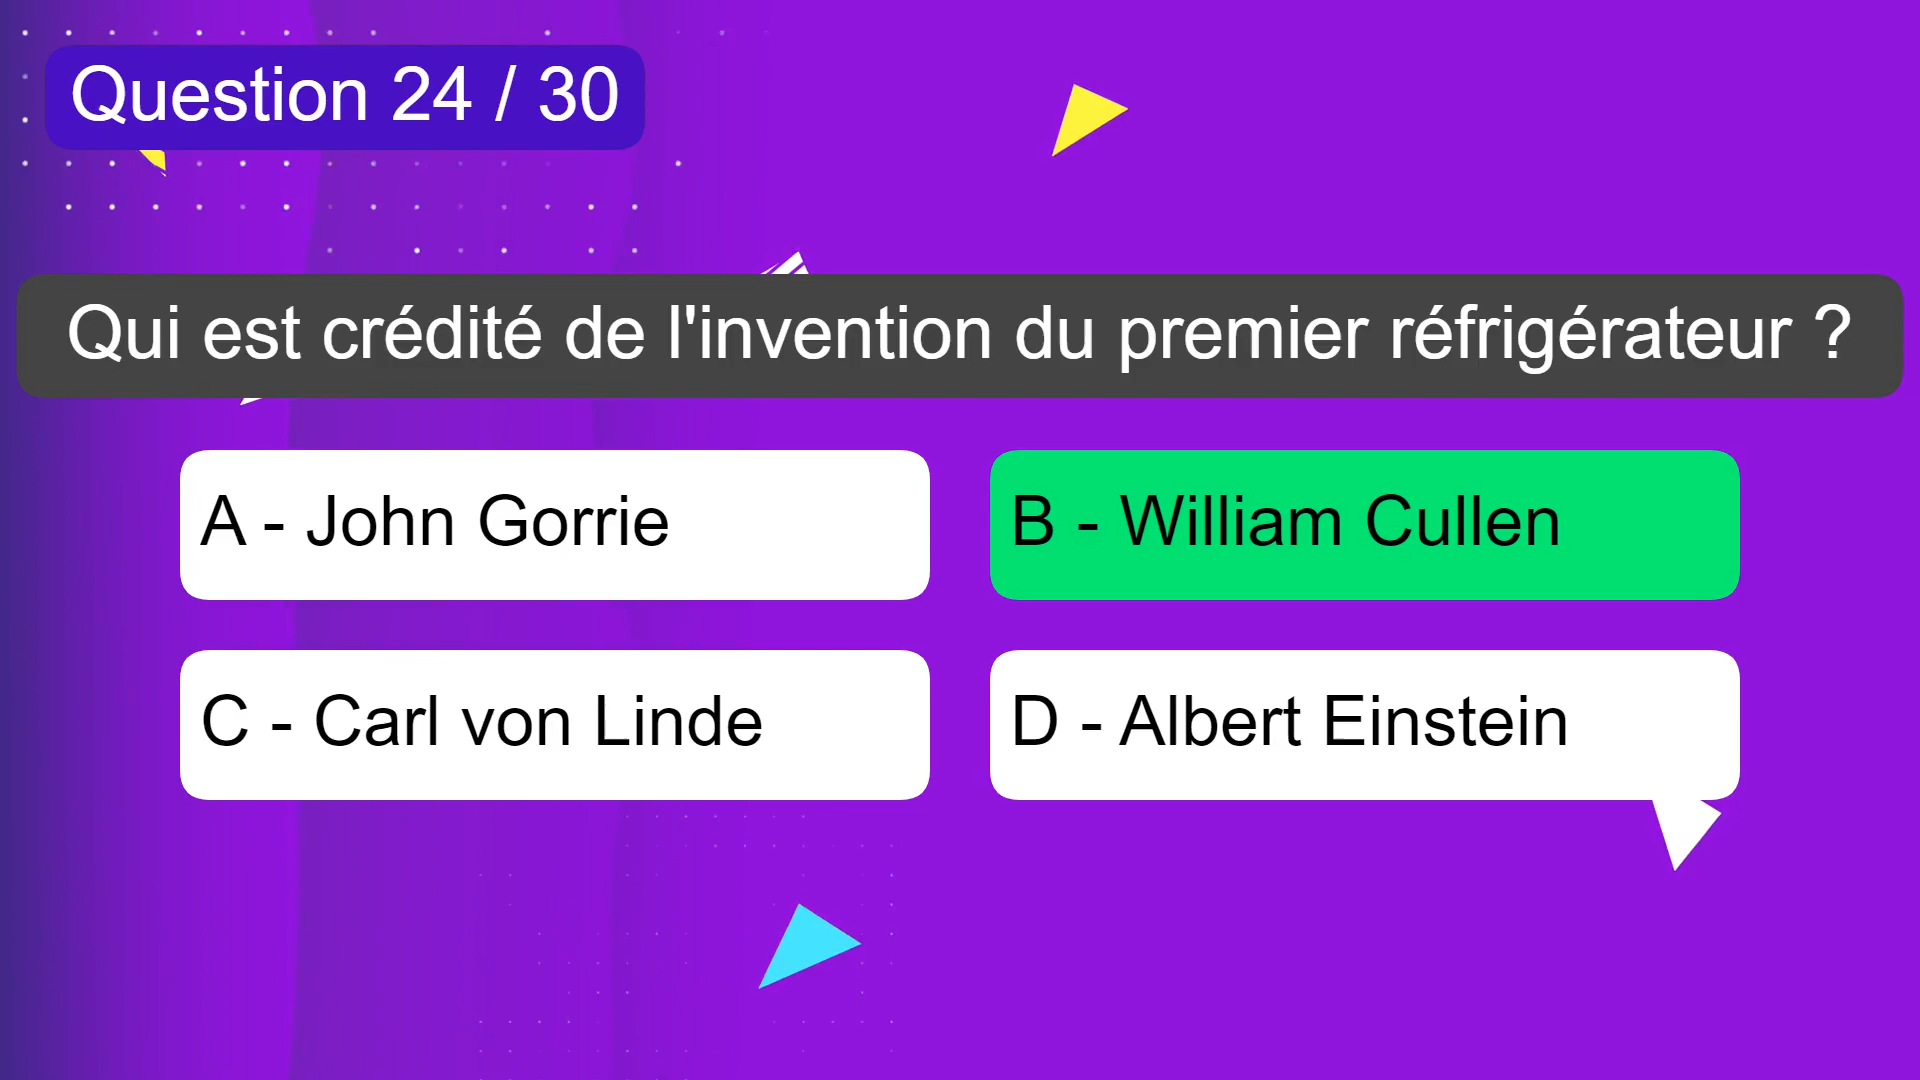 Question 24 / 30
Qui est crédité de l'invention du premier réfrigérateur ?
A - John Gorrie
B - William Cullen
C - Carl von Linde
D - Albert Einstein